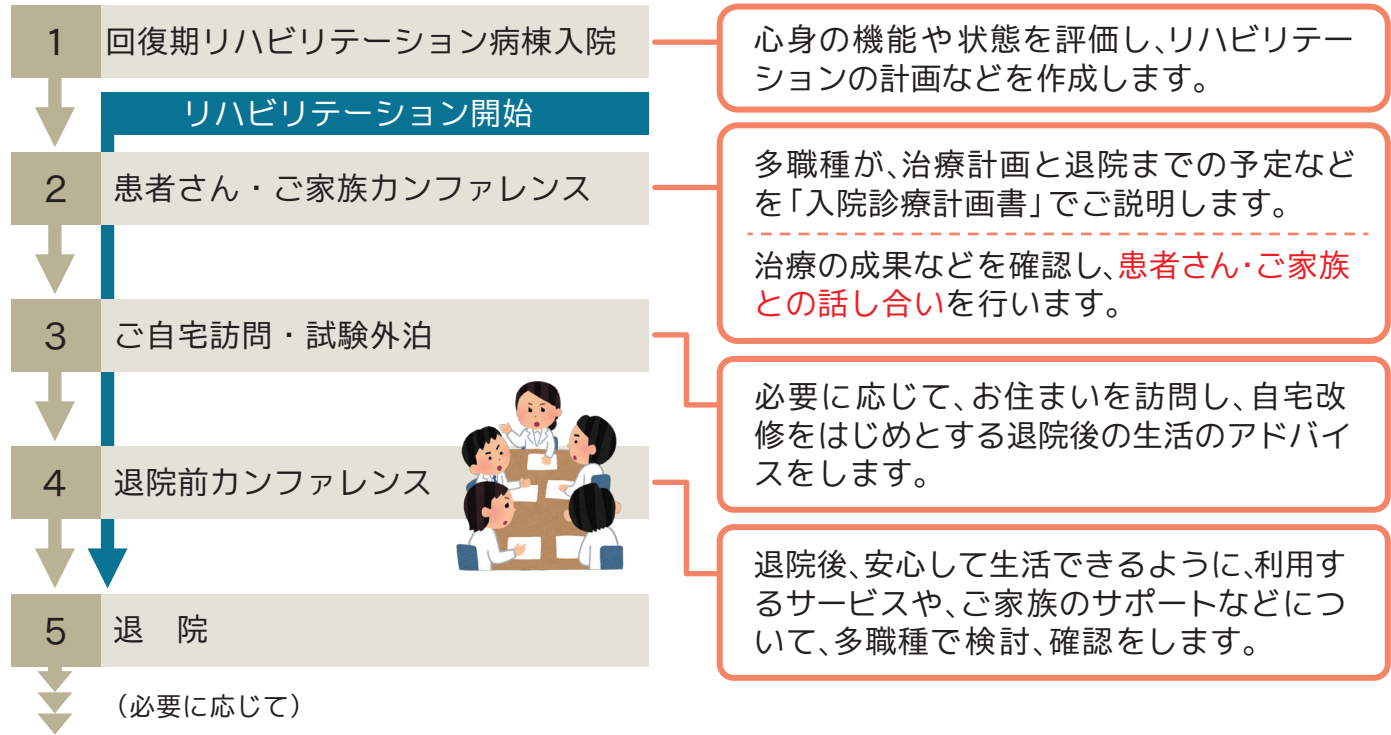 1 回復期リハビリテーション病棟入院
心身の機能や状態を評価し、リハビリテー
ションの計画などを作成します。
リハビリテーション開始
2 患者さん・ご家族カンファレンス
多職種が、治療計画と退院までの予定など
を「入院診療計画書」でご説明します。
治療の成果などを確認し、患者さん・ご家族
との話し合いを行います。
3 ご自宅訪問・試験外泊
必要に応じて、お住まいを訪問し、自宅改
修をはじめとする退院後の生活のアドバイ
スをします。
4 退院前カンファレンス
退院後、安心して生活できるように、利用す
るサービスや、ご家族のサポートなどにつ
いて、多職種で検討、確認をします。
5 退　院
（必要に応じて）